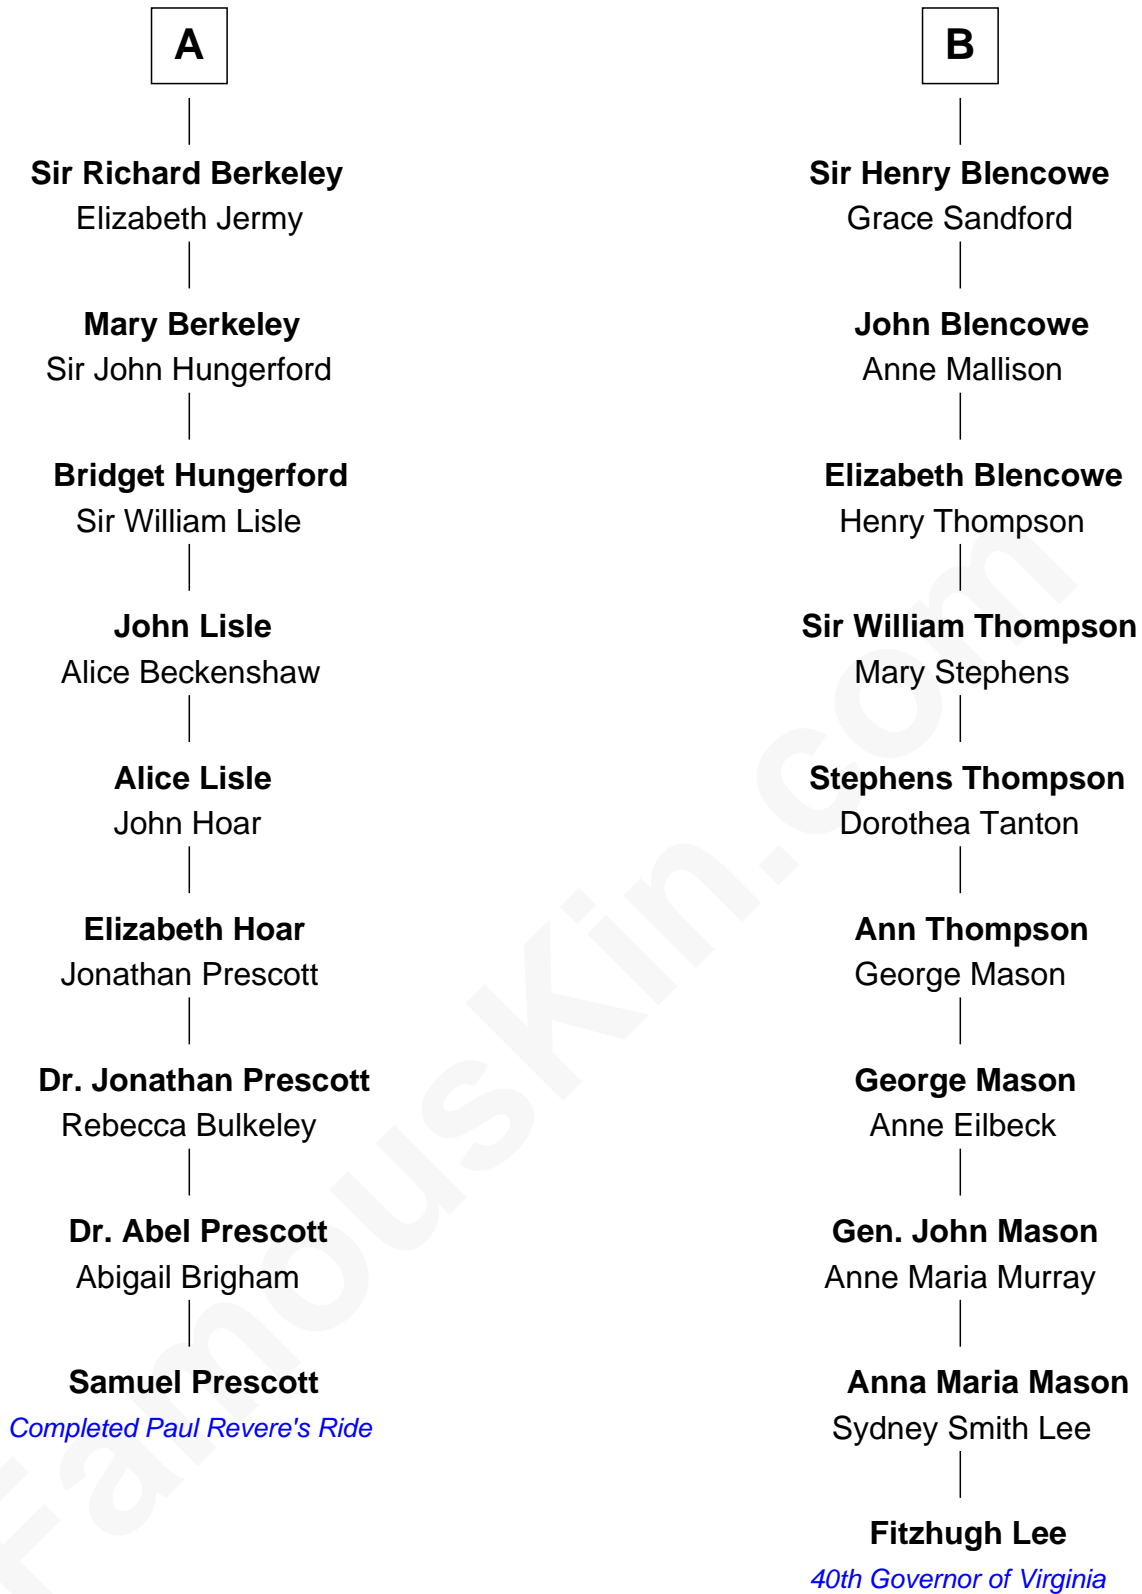 A
Sir Richard Berkeley
Elizabeth Jermy
Mary Berkeley
Sir John Hungerford
Bridget Hungerford
Sir William Lisle
John Lisle
Alice Beckenshaw
Alice Lisle
John Hoar
Elizabeth Hoar
Jonathan Prescott
Dr. Jonathan Prescott
Rebecca Bulkeley
Dr. Abel Prescott
Abigail Brigham
Samuel Prescott
Completed Paul Revere's Ride
B
Sir Henry Blencowe
Grace Sandford
John Blencowe
Anne Mallison
Elizabeth Blencowe
Henry Thompson
Sir William Thompson
Mary Stephens
Stephens Thompson
Dorothea Tanton
Ann Thompson
George Mason
George Mason
Anne Eilbeck
Gen. John Mason
Anne Maria Murray
Anna Maria Mason
Sydney Smith Lee
Fitzhugh Lee
40th Governor of Virginia
FamousKin.com